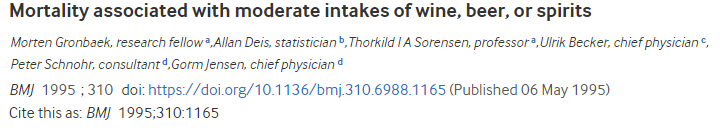 Mortality associated with moderate intakes of wine, beer, or spirits
Morten Gronbaek, research fellow a,Allan Deis, statistician b,Thorkild I A Sorensen, professor a,Ulrik Becker, chief physician c,
Peter Schnohr, consultant d,Gorm Jensen, chief physician d
BMJ 1995 ; 310 doi: https://doi.org/10.1136/bmj.310.6988.1165 (Published 06 May 1995)
Cite this as: BMJ 1995;310:1165